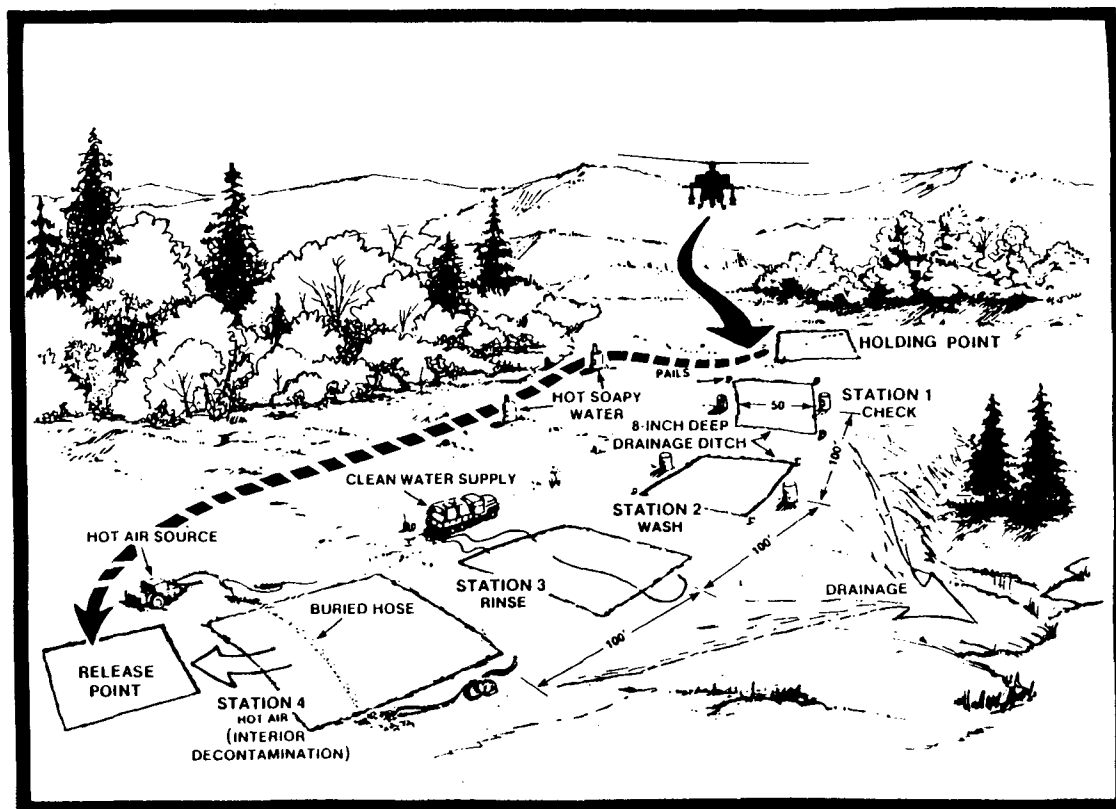 HOLDING POINT
PAILS
STATION 1
CHECK
50
HOT SOAPY
WATER
8-INCH DEEP
DRAINAGE DITCH
100'
CLEAN WATER SUPPLY
STATION 2
WASH
100'
HOT AIR SOURCE
STATION 3
RINSE
DRAINAGE
BURIED HOSE
100'
RELEASE
POINT
STATION 4
HOT AIR
(INTERIOR
DECONTAMINATION)